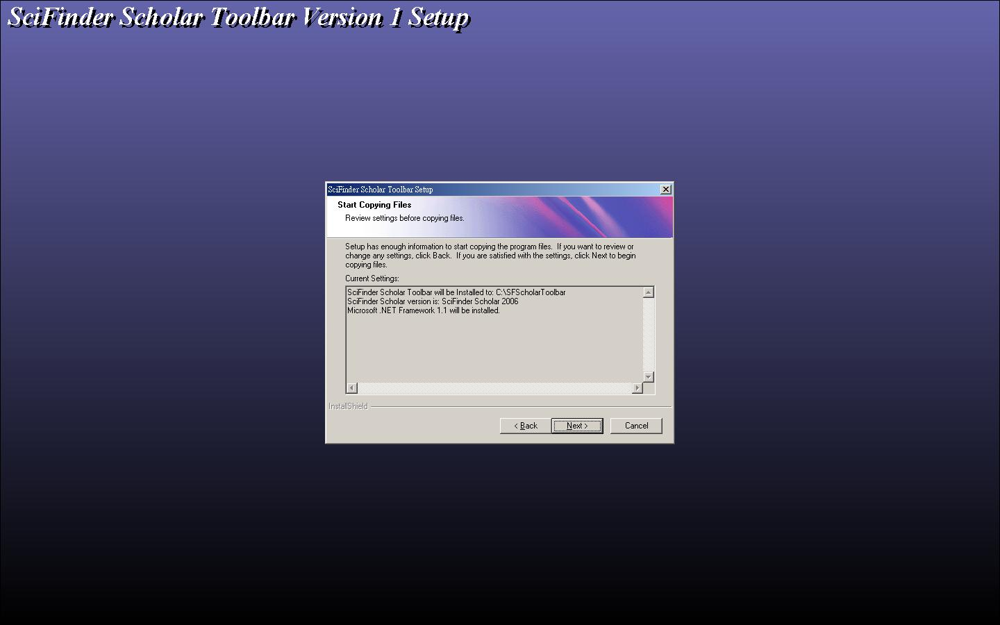 SciFinder Scholar Toolbar Version 1 Setup
SciFinder Scholar Toolbar Setup
Start Copying Files
Review settings before copying files.
Setup has enough information to start copying the program files.  If you want to review or
change any settings, click Back.  If you are satisfied with the settings, click Next to begin
copying files.
Current Settings:
SciFinder Scholar Toolbar will be Installed to: C:\SFScholarToolbar
SciFinder Scholar version is: SciFinder Scholar 2006
Microsoft .NET Framework 1.1 will be installed.
InstallShield
< Back
Next >
Cancel